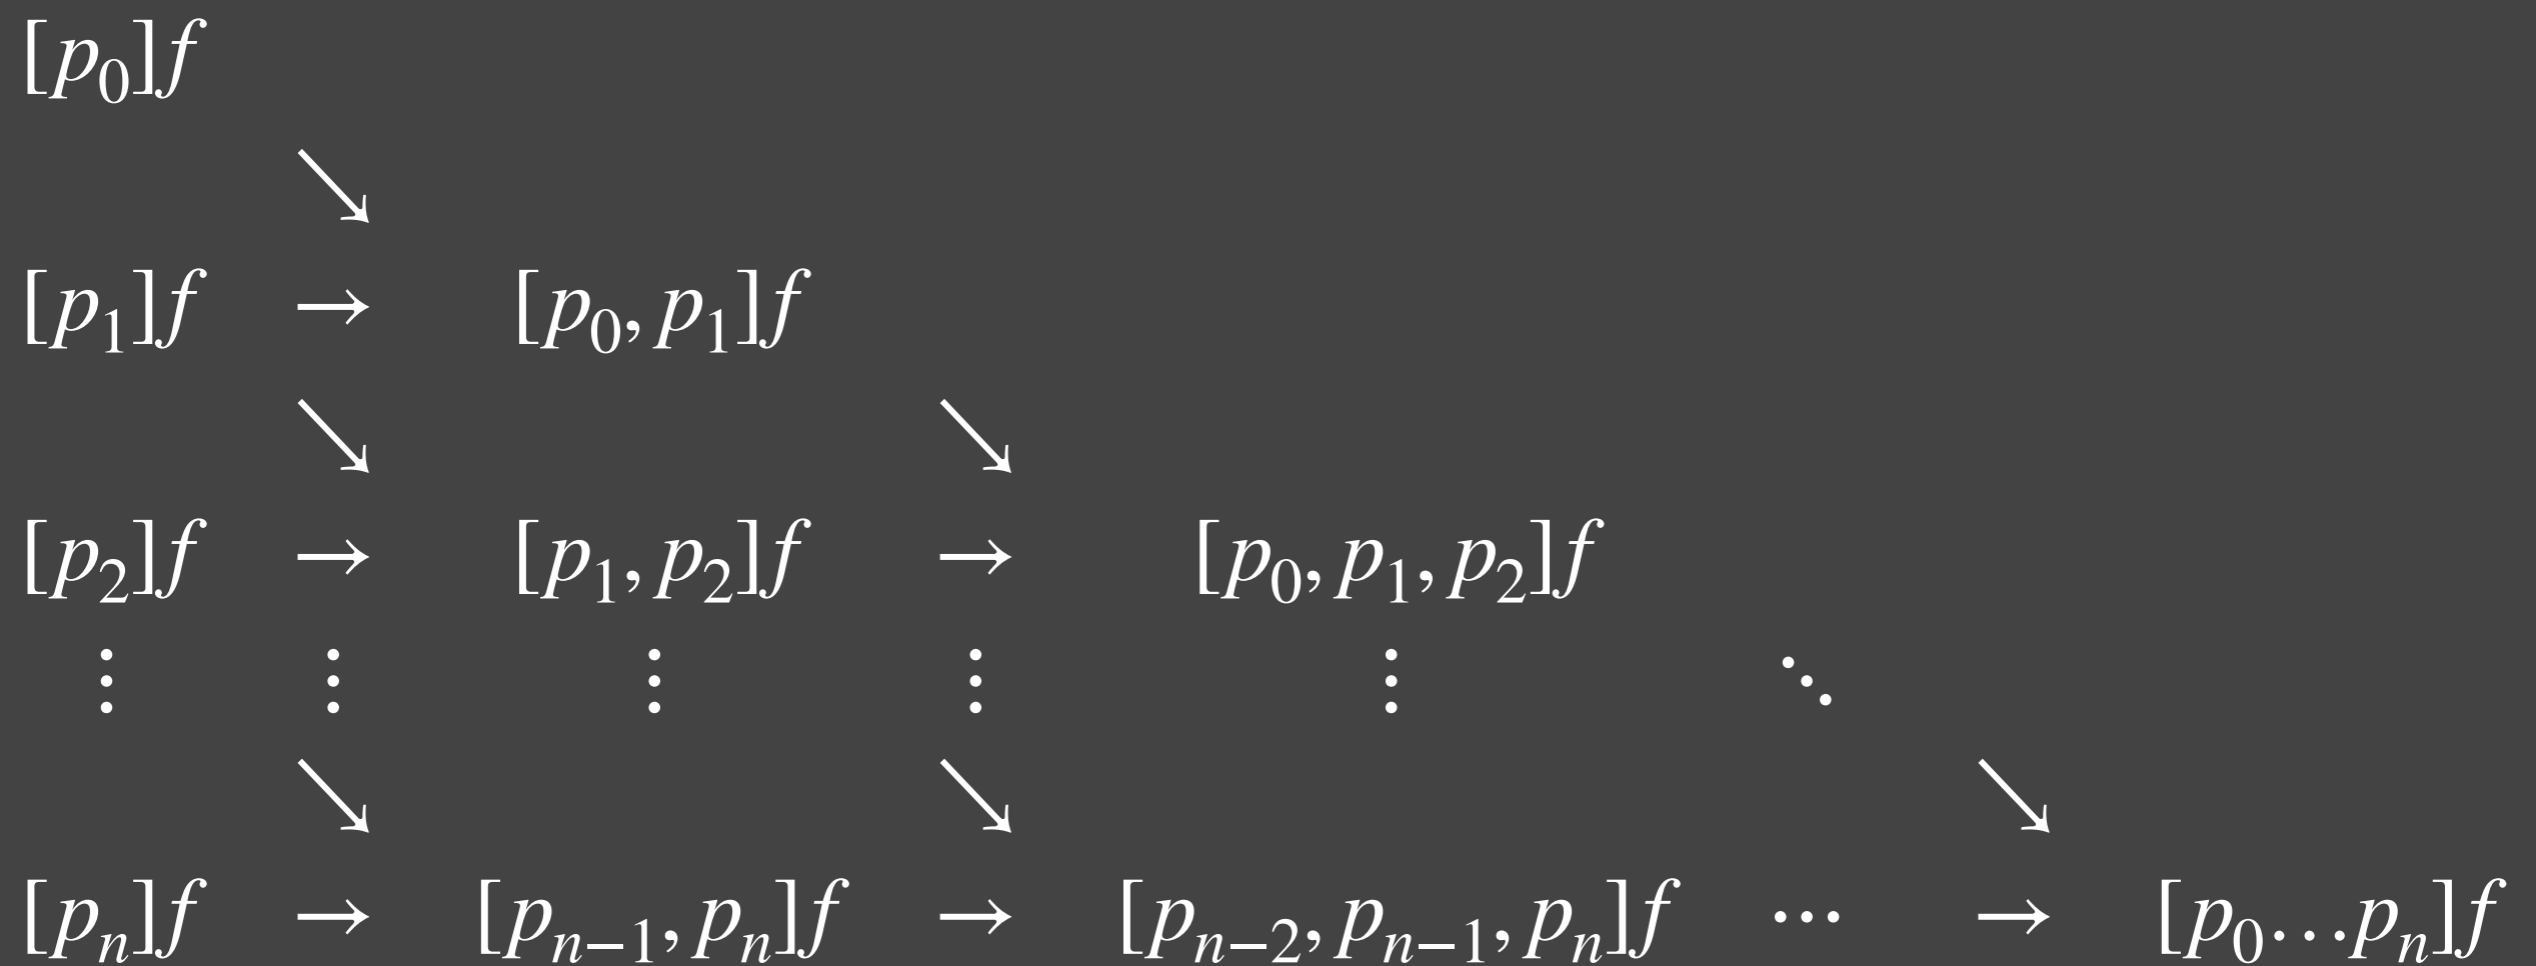 [p₀]f
↘
[p₁]f → [p₀, p₁]f
↘ ↘
[p₂]f → [p₁, p₂]f → [p₀, p₁, p₂]f
⋮ ⋮ ⋮ ⋮ ⋮ ⋱
↘ ↘ ↘
[pₙ]f → [pₙ₋₁, pₙ]f → [pₙ₋₂, pₙ₋₁, pₙ]f ⋯ → [p₀…pₙ]f